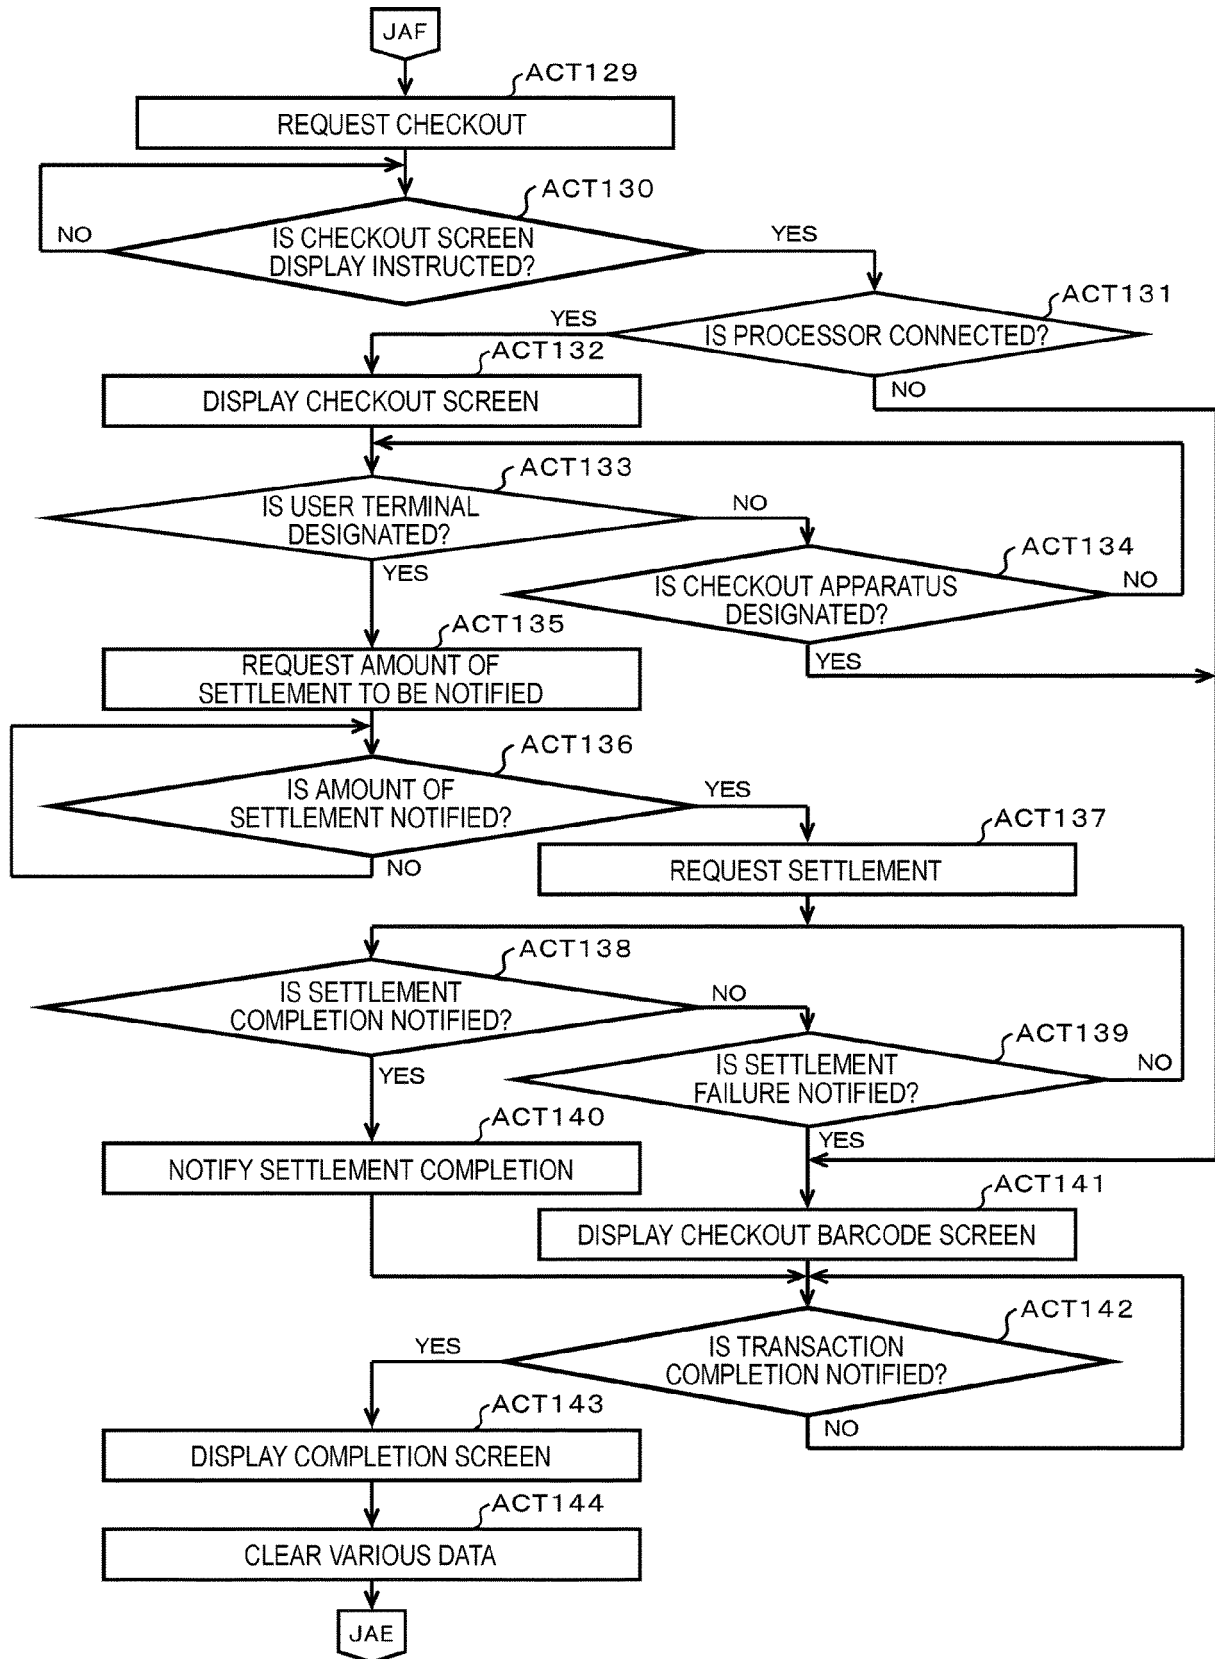 JAF
ACT129
REQUEST CHECKOUT
ACT130
IS CHECKOUT SCREEN
DISPLAY INSTRUCTED?
NO
YES
ACT131
IS PROCESSOR CONNECTED?
YES
NO
ACT132
DISPLAY CHECKOUT SCREEN
ACT133
IS USER TERMINAL
DESIGNATED?
NO
YES
ACT134
IS CHECKOUT APPARATUS
DESIGNATED?
NO
YES
ACT135
REQUEST AMOUNT OF
SETTLEMENT TO BE NOTIFIED
ACT136
IS AMOUNT OF
SETTLEMENT NOTIFIED?
YES
NO
ACT137
REQUEST SETTLEMENT
ACT138
IS SETTLEMENT
COMPLETION NOTIFIED?
NO
YES
ACT139
IS SETTLEMENT
FAILURE NOTIFIED?
NO
YES
ACT140
NOTIFY SETTLEMENT COMPLETION
ACT141
DISPLAY CHECKOUT BARCODE SCREEN
ACT142
IS TRANSACTION
COMPLETION NOTIFIED?
YES
NO
ACT143
DISPLAY COMPLETION SCREEN
ACT144
CLEAR VARIOUS DATA
JAE